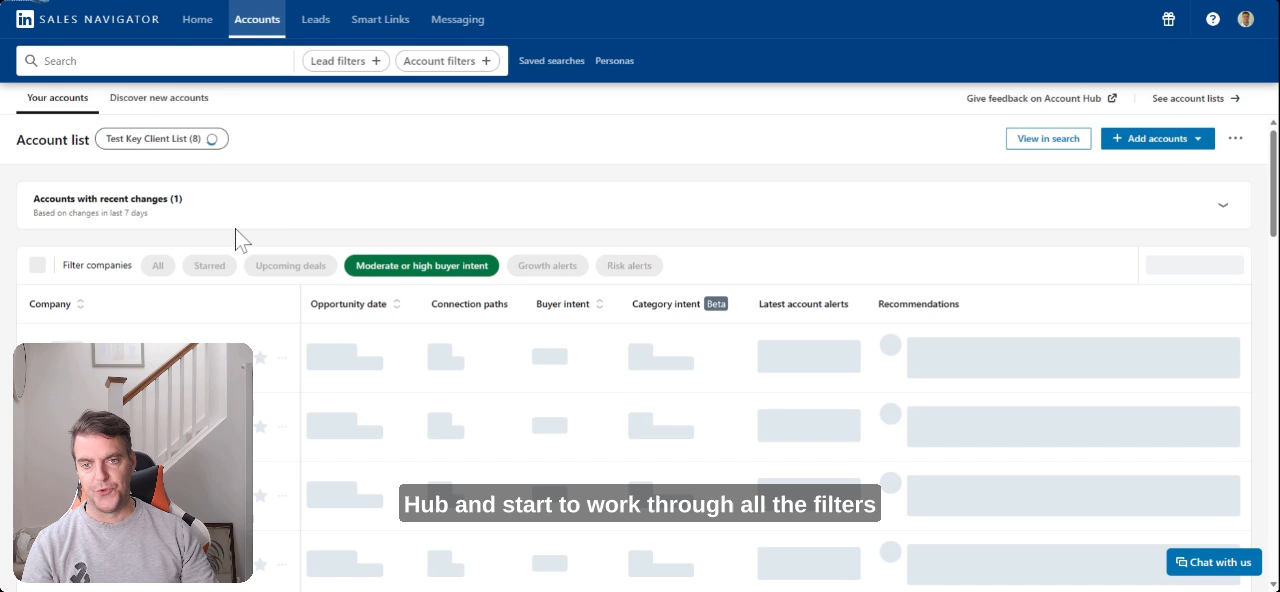 in SALES NAVIGATOR Home Accounts Leads Smart Links Messaging ?
Search Lead filters + Account filters + Saved searches Personas
Your accounts Discover new accounts Give feedback on Account Hub See account lists →
Account list Test Key Client List (8) View in search + Add accounts ...
Accounts with recent changes (1)
Based on changes in last 7 days
Filter companies All Starred Upcoming deals Moderate or high buyer intent Growth alerts Risk alerts
Company Opportunity date Connection paths Buyer intent Category intent Beta Latest account alerts Recommendations
Hub and start to work through all the filters
Chat with us